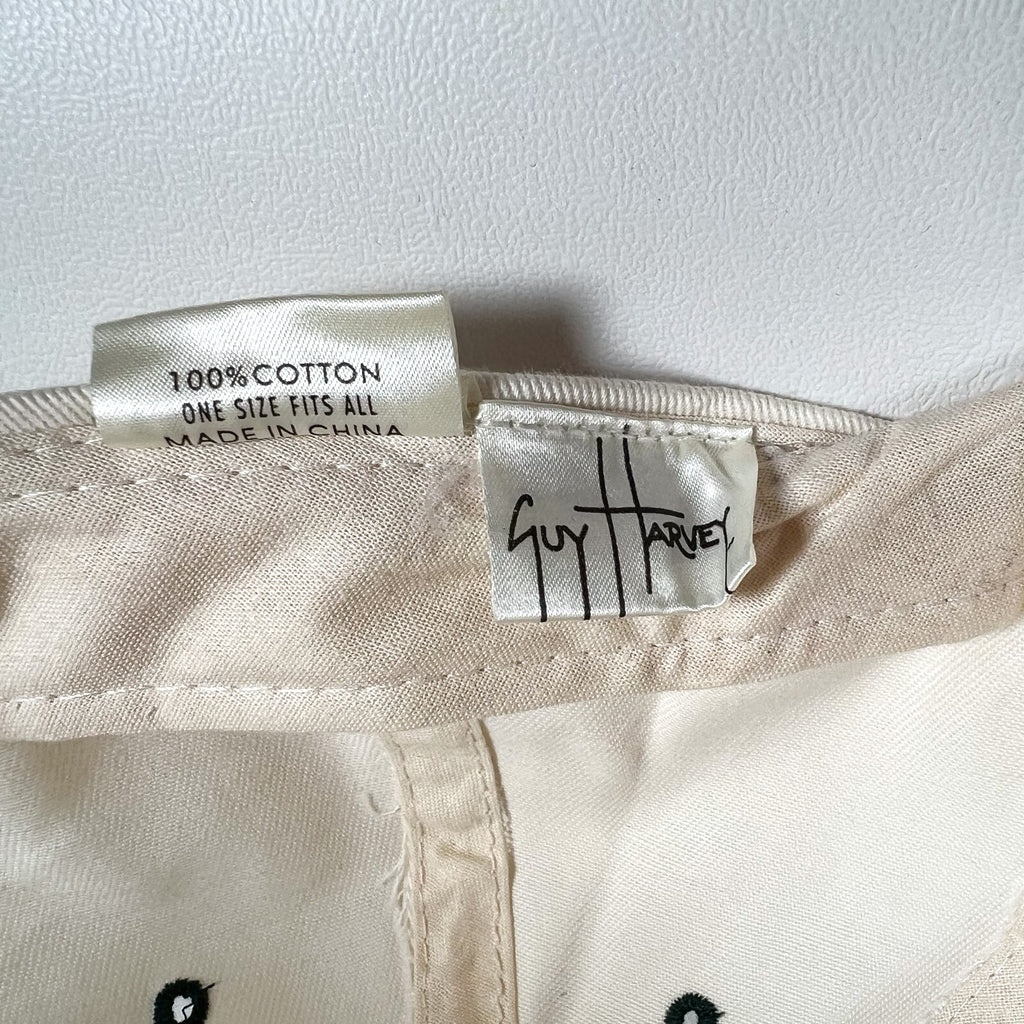 100% COTTON
ONE SIZE FITS ALL
MADE IN CHINA
GUY HARVEY